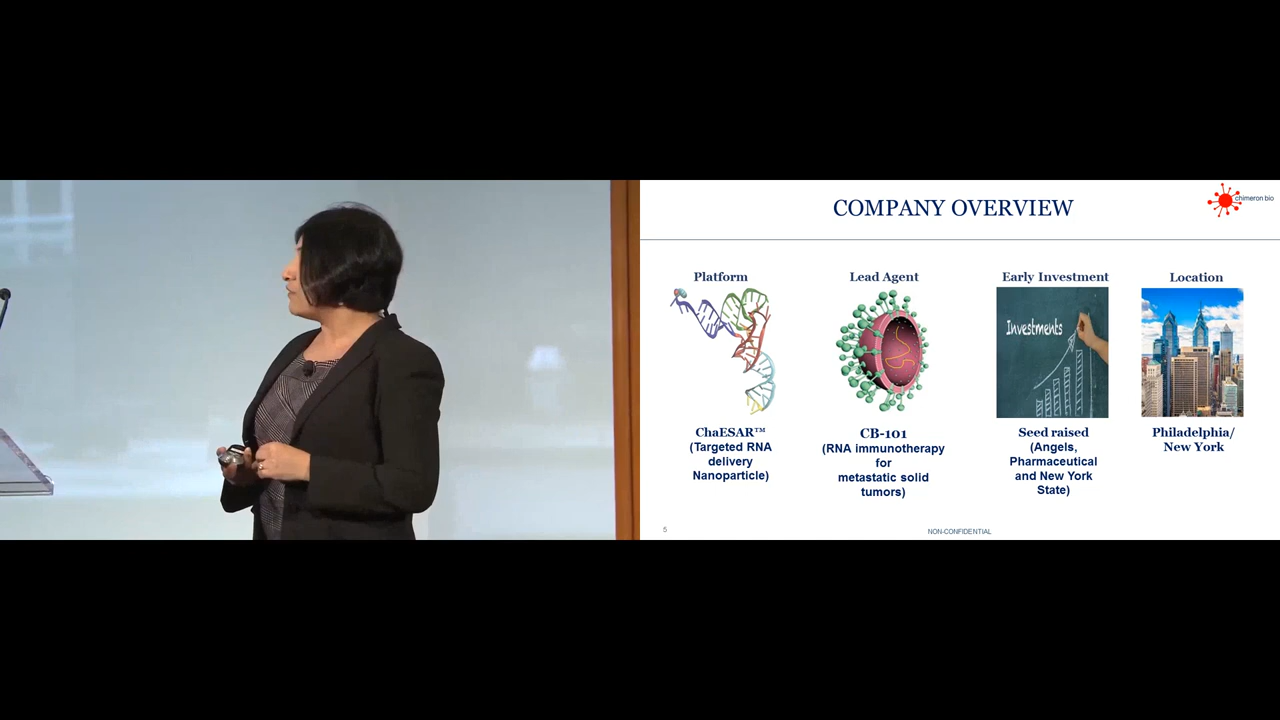 COMPANY OVERVIEW
chimeron bio
Platform
Lead Agent
Early Investment
Location
Investments
ChaESAR™
(Targeted RNA
delivery
Nanoparticle)
CB-101
(RNA immunotherapy
for
metastatic solid
tumors)
Seed raised
(Angels,
Pharmaceutical
and New York
State)
Philadelphia/
New York
5
NON-CONFIDENTIAL